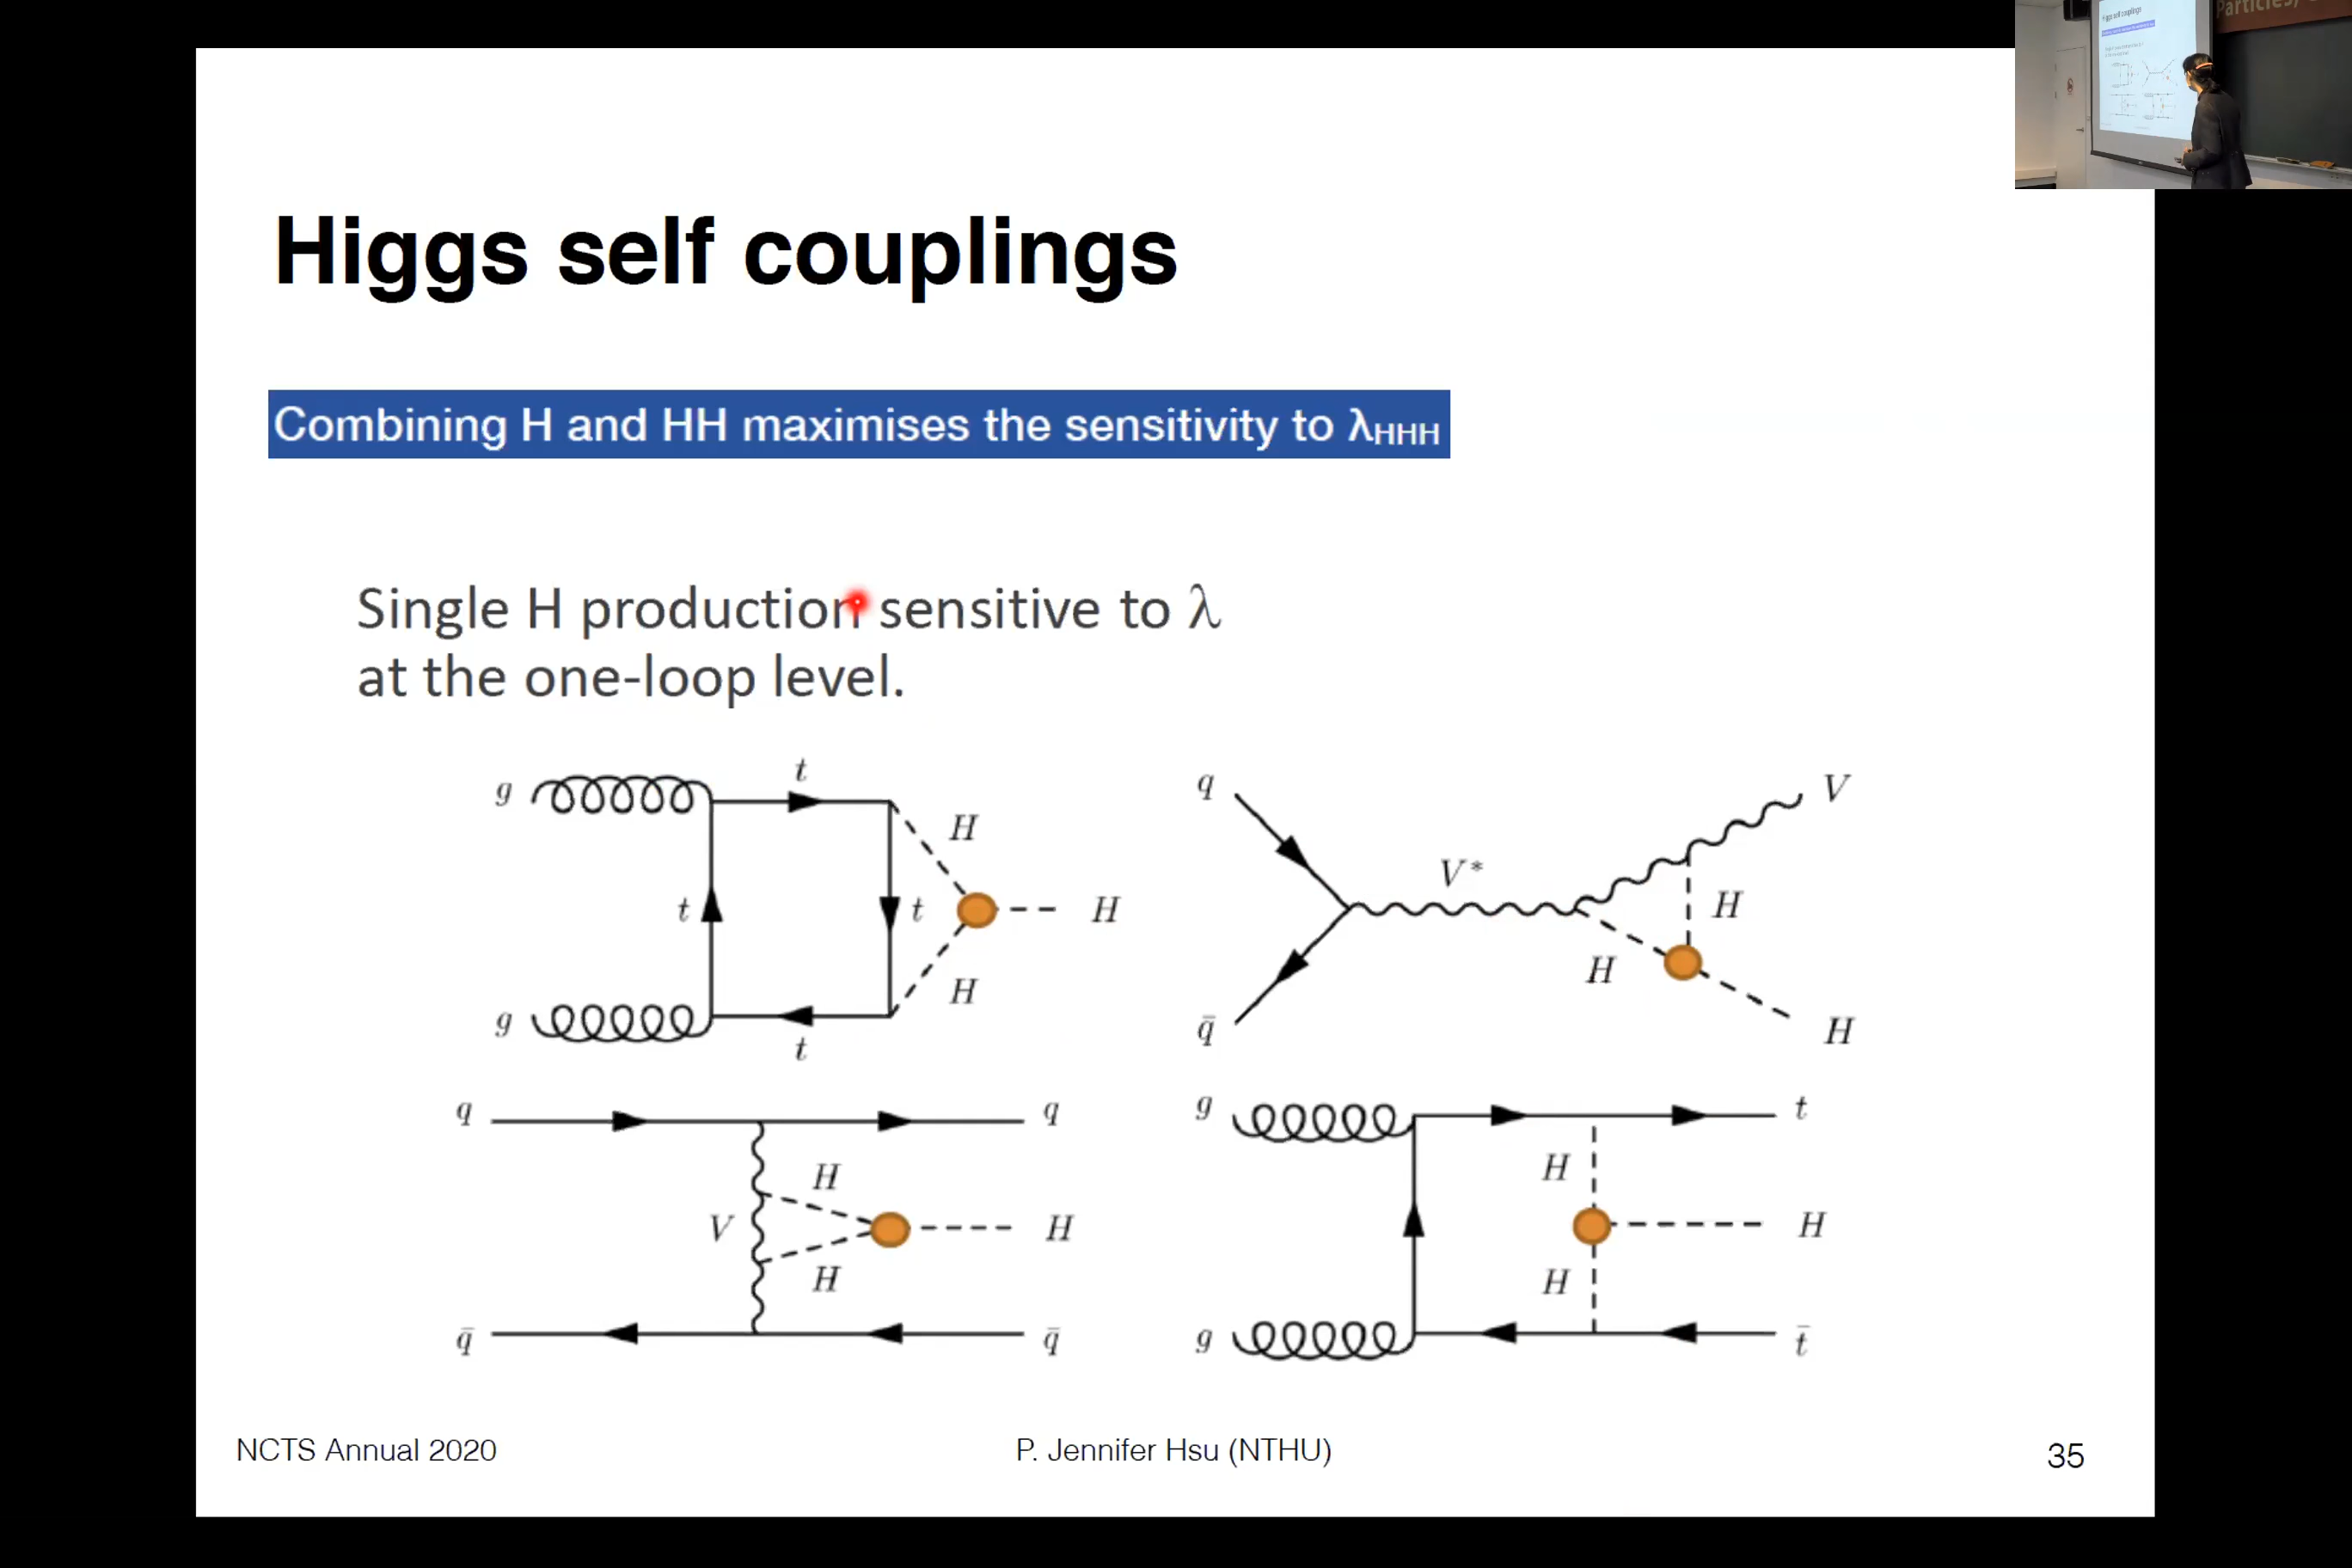 Particles,
Higgs self couplings
Combining H and HH maximises the sensitivity to λHHH
Single H production sensitive to λ
at the one-loop level.
g
t
H
t
t
H
H
g
t
q
V
V*
H
H
q̄
H
q
q
H
V
H
H
q̄
q̄
g
t
H
H
H
g
t̄
NCTS Annual 2020
P. Jennifer Hsu (NTHU)
35